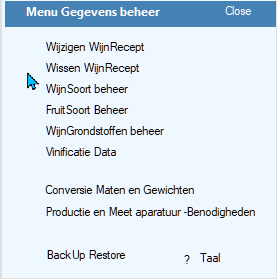 Menu Gegevens beheer Close
Wijzigen WijnRecept
Wissen WijnRecept
WijnSoort beheer
FruitSoort Beheer
WijnGrondstoffen beheer
Vinificatie Data
Conversie Maten en Gewichten
Productie en Meet aparatuur -Benodigheden
BackUp Restore ? Taal